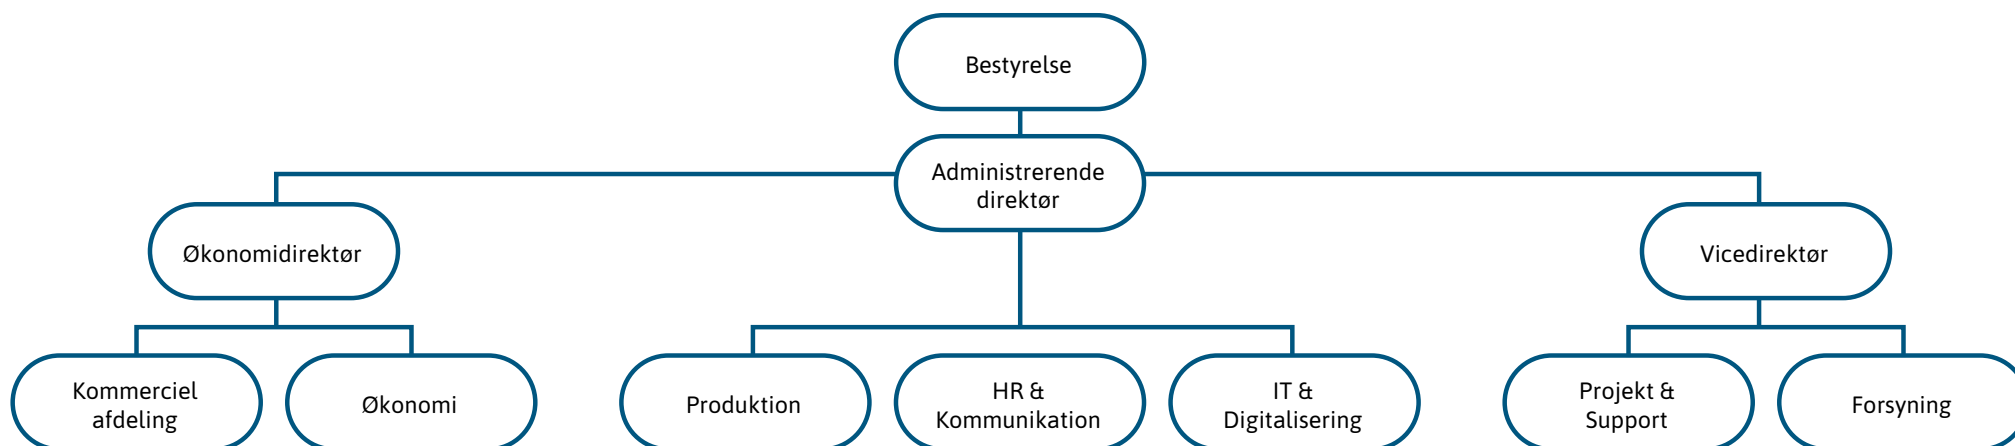 Bestyrelse
Administrerende
direktør
Økonomidirektør
Vicedirektør
Kommerciel
afdeling
Økonomi
Produktion
HR &
Kommunikation
IT &
Digitalisering
Projekt &
Support
Forsyning